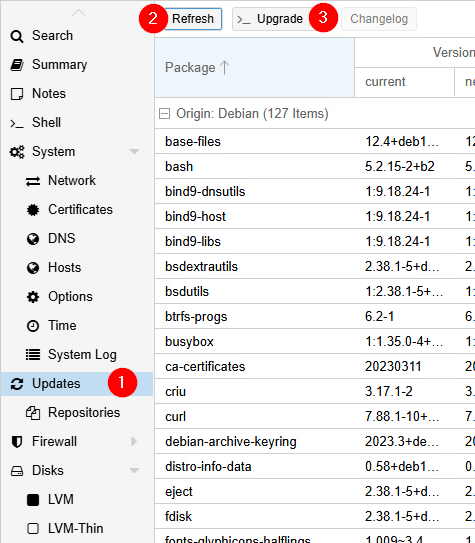 2 Refresh >_ Upgrade 3 Changelog
Search
Summary
Notes
>_ Shell
System
Network
Certificates
DNS
Hosts
Options
Time
System Log
Updates 1
Repositories
Firewall
Disks
LVM
LVM-Thin
Package ↑ Version
current ne
Origin: Debian (127 Items)
base-files 12.4+deb1... 12
bash 5.2.15-2+b2 5.
bind9-dnsutils 1:9.18.24-1 1:
bind9-host 1:9.18.24-1 1:
bind9-libs 1:9.18.24-1 1:
bsdextrautils 2.38.1-5+d... 2.
bsdutils 1:2.38.1-5+... 1:
btrfs-progs 6.2-1 6.
busybox 1:1.35.0-4+... 1:
ca-certificates 20230311 20
criu 3.17.1-2 3.
curl 7.88.1-10+... 7.
debian-archive-keyring 2023.3+de... 20
distro-info-data 0.58+deb1... 0.
eject 2.38.1-5+d... 2.
fdisk 2.38.1-5+d... 2.
fonts-glyphicons-halflings 1.009~3.4